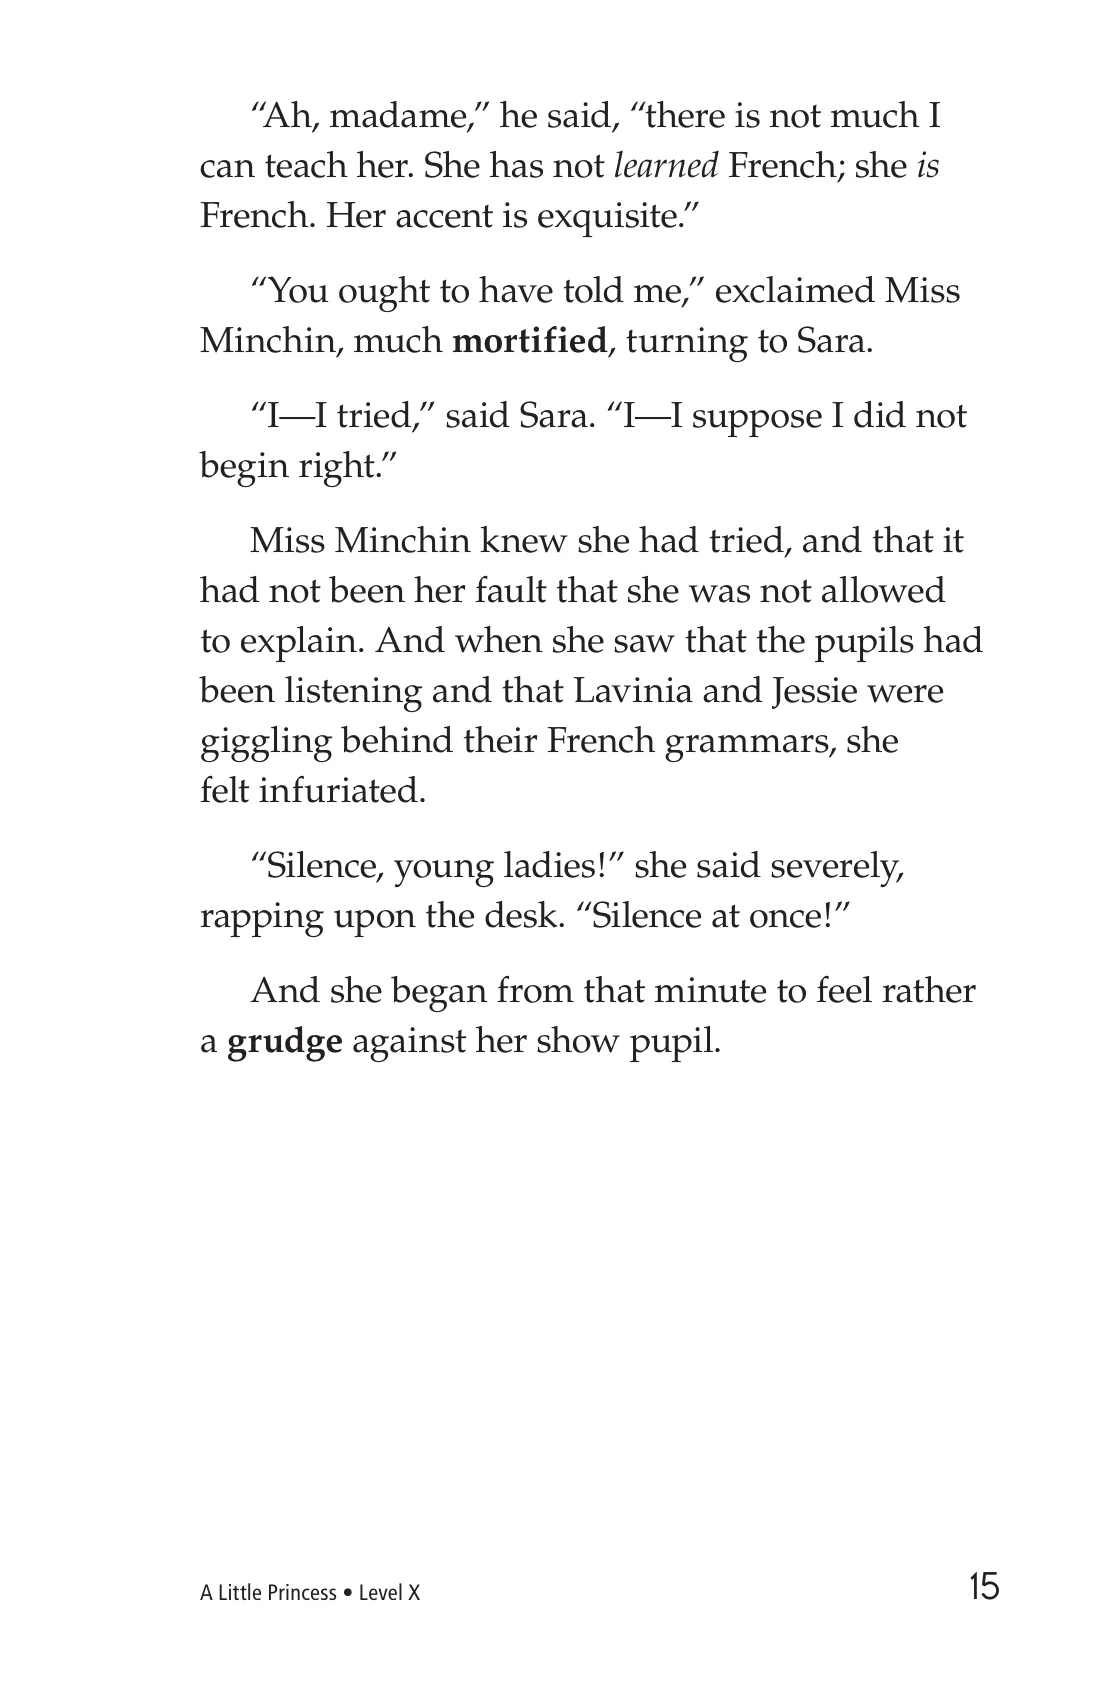 “Ah, madame,” he said, “there is not much I
can teach her. She has not learned French; she is
French. Her accent is exquisite.”
“You ought to have told me,” exclaimed Miss
Minchin, much mortified, turning to Sara.
“I—I tried,” said Sara. “I—I suppose I did not
begin right.”
Miss Minchin knew she had tried, and that it
had not been her fault that she was not allowed
to explain. And when she saw that the pupils had
been listening and that Lavinia and Jessie were
giggling behind their French grammars, she
felt infuriated.
“Silence, young ladies!” she said severely,
rapping upon the desk. “Silence at once!”
And she began from that minute to feel rather
a grudge against her show pupil.
A Little Princess • Level X 15